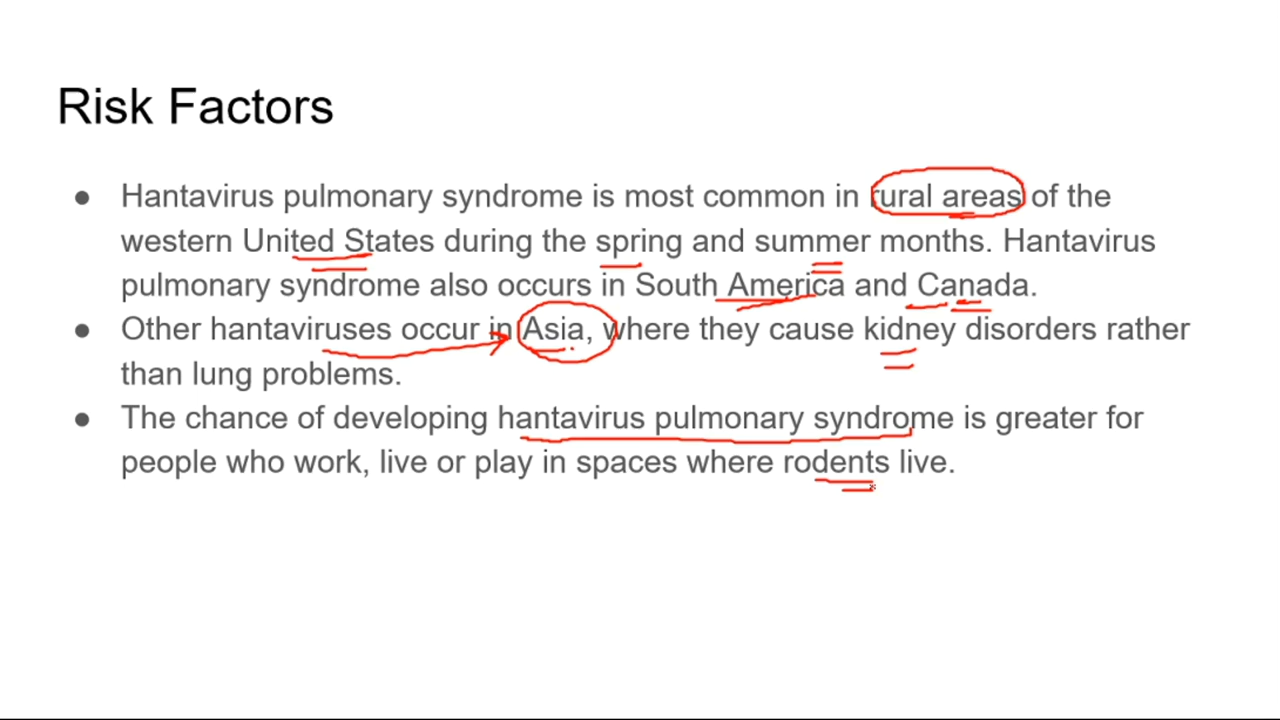 Risk Factors
● Hantavirus pulmonary syndrome is most common in rural areas of the
western United States during the spring and summer months. Hantavirus
pulmonary syndrome also occurs in South America and Canada.
● Other hantaviruses occur in Asia, where they cause kidney disorders rather
than lung problems.
● The chance of developing hantavirus pulmonary syndrome is greater for
people who work, live or play in spaces where rodents live.